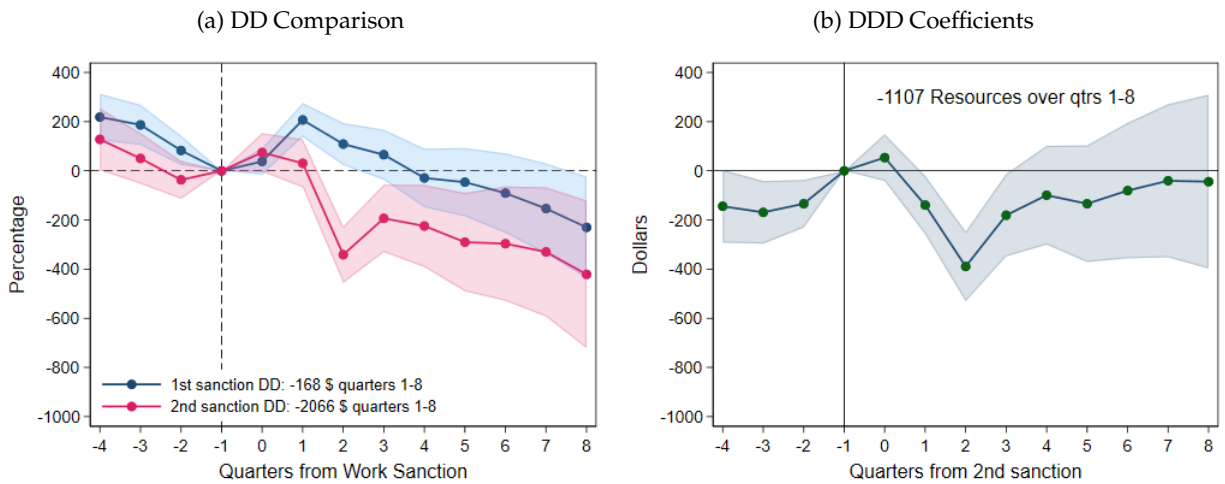 (a) DD Comparison
400
200
0
-200
-400
-600
-800
-1000
Percentage
1st sanction DD: -168 $ quarters 1-8
2nd sanction DD: -2066 $ quarters 1-8
-4 -3 -2 -1 0 1 2 3 4 5 6 7 8
Quarters from Work Sanction
(b) DDD Coefficients
400
200
0
-200
-400
-600
-800
-1000
Dollars
-1107 Resources over qtrs 1-8
-4 -3 -2 -1 0 1 2 3 4 5 6 7 8
Quarters from 2nd sanction